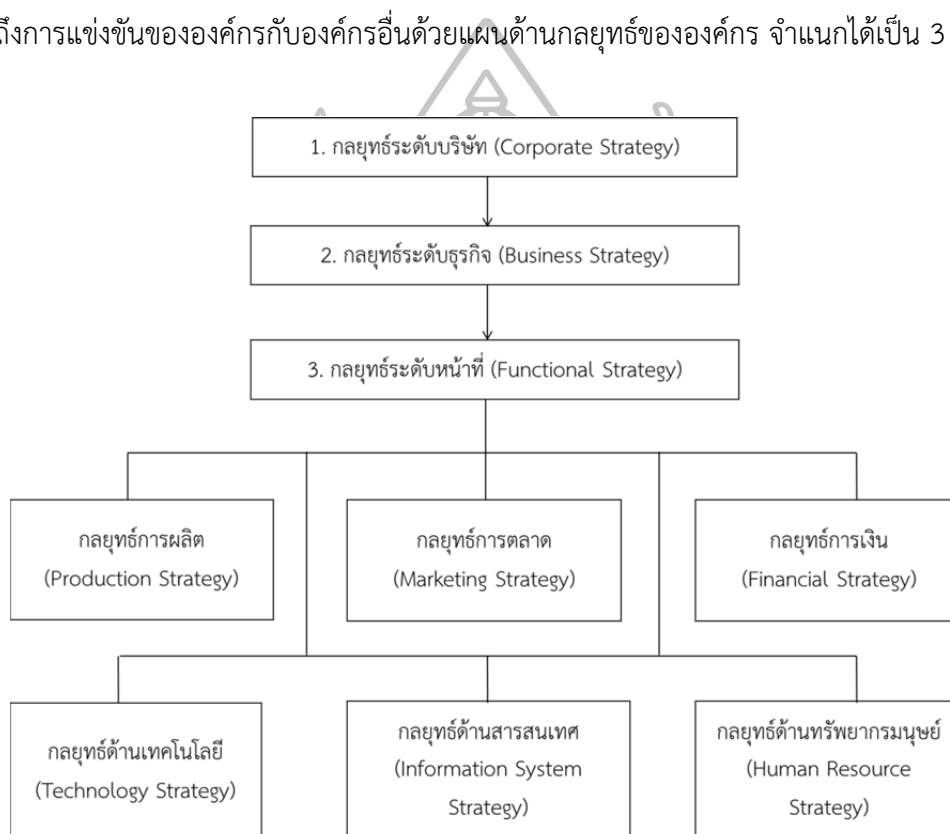 ถึงการแข่งขันขององค์กรกับองค์กรอื่นด้วยแผนด้านกลยุทธ์ขององค์กร จำแนกได้เป็น 3
1. กลยุทธ์ระดับบริษัท (Corporate Strategy)
2. กลยุทธ์ระดับธุรกิจ (Business Strategy)
3. กลยุทธ์ระดับหน้าที่ (Functional Strategy)
กลยุทธ์การผลิต
(Production Strategy)
กลยุทธ์การตลาด
(Marketing Strategy)
กลยุทธ์การเงิน
(Financial Strategy)
กลยุทธ์ด้านเทคโนโลยี
(Technology Strategy)
กลยุทธ์ด้านสารสนเทศ
(Information System
Strategy)
กลยุทธ์ด้านทรัพยากรมนุษย์
(Human Resource
Strategy)